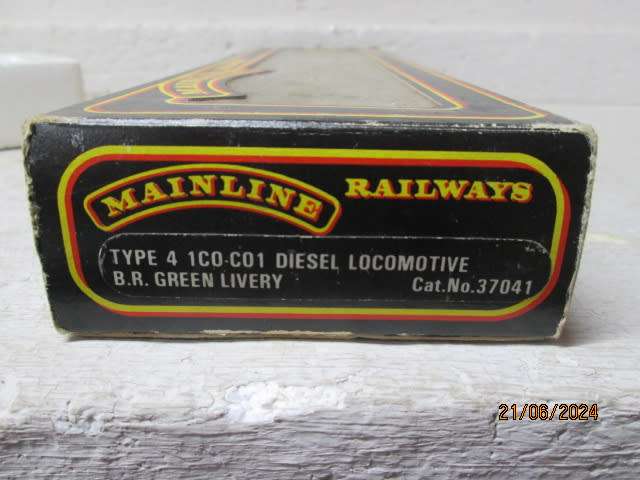 MAINLINE RAILWAYS
TYPE 4 1CO-CO1 DIESEL LOCOMOTIVE
B.R. GREEN LIVERY Cat.No.37041
21/06/2024